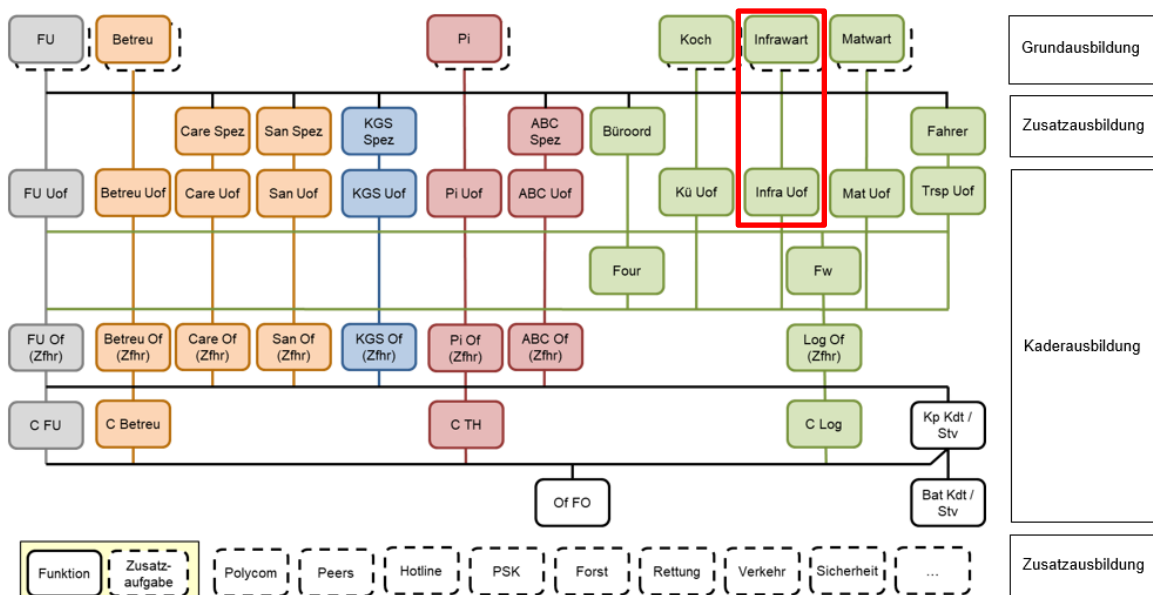 FU
Betreu
Pi
Koch
Infrawart
Matwart
Grundausbildung
Care Spez
San Spez
KGS
Spez
ABC
Spez
Büroord
Fahrer
Zusatzausbildung
FU Uof
Betreu Uof
Care Uof
San Uof
KGS Uof
Pi Uof
ABC Uof
Kü Uof
Infra Uof
Mat Uof
Trsp Uof
Four
Fw
FU Of
(Zfhr)
Betreu Of
(Zfhr)
Care Of
(Zfhr)
San Of
(Zfhr)
KGS Of
(Zfhr)
Pi Of
(Zfhr)
ABC Of
(Zfhr)
Log Of
(Zfhr)
Kaderausbildung
C FU
C Betreu
C TH
C Log
Kp Kdt /
Stv
Of FO
Bat Kdt /
Stv
Funktion
Zusatz-
aufgabe
Polycom
Peers
Hotline
PSK
Forst
Rettung
Verkehr
Sicherheit
...
Zusatzausbildung